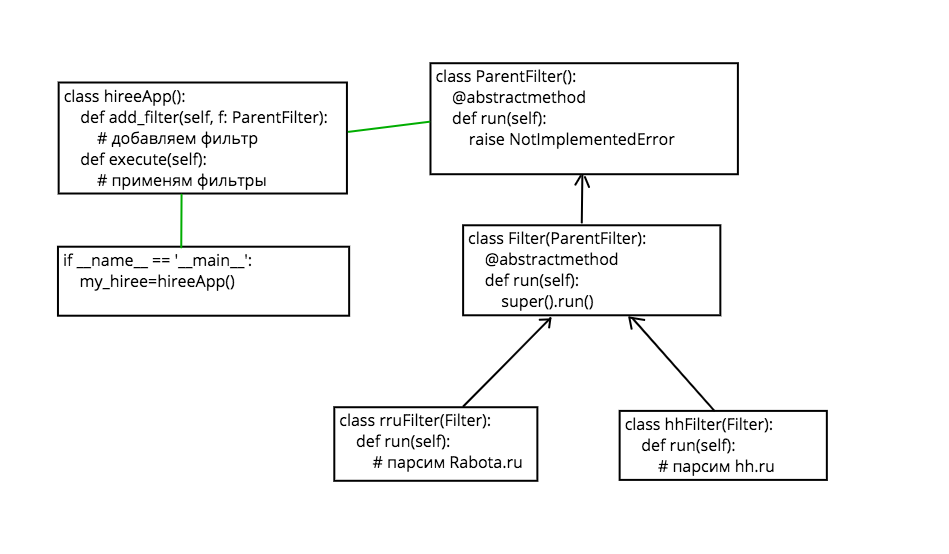 class hireeApp():
def add_filter(self, f: ParentFilter):
# добавляем фильтр
def execute(self):
# применям фильтры
class ParentFilter():
@abstractmethod
def run(self):
raise NotImplementedError
if __name__ == '__main__':
my_hiree=hireeApp()
class Filter(ParentFilter):
@abstractmethod
def run(self):
super().run()
class rruFilter(Filter):
def run(self):
# парсим Rabota.ru
class hhFilter(Filter):
def run(self):
# парсим hh.ru